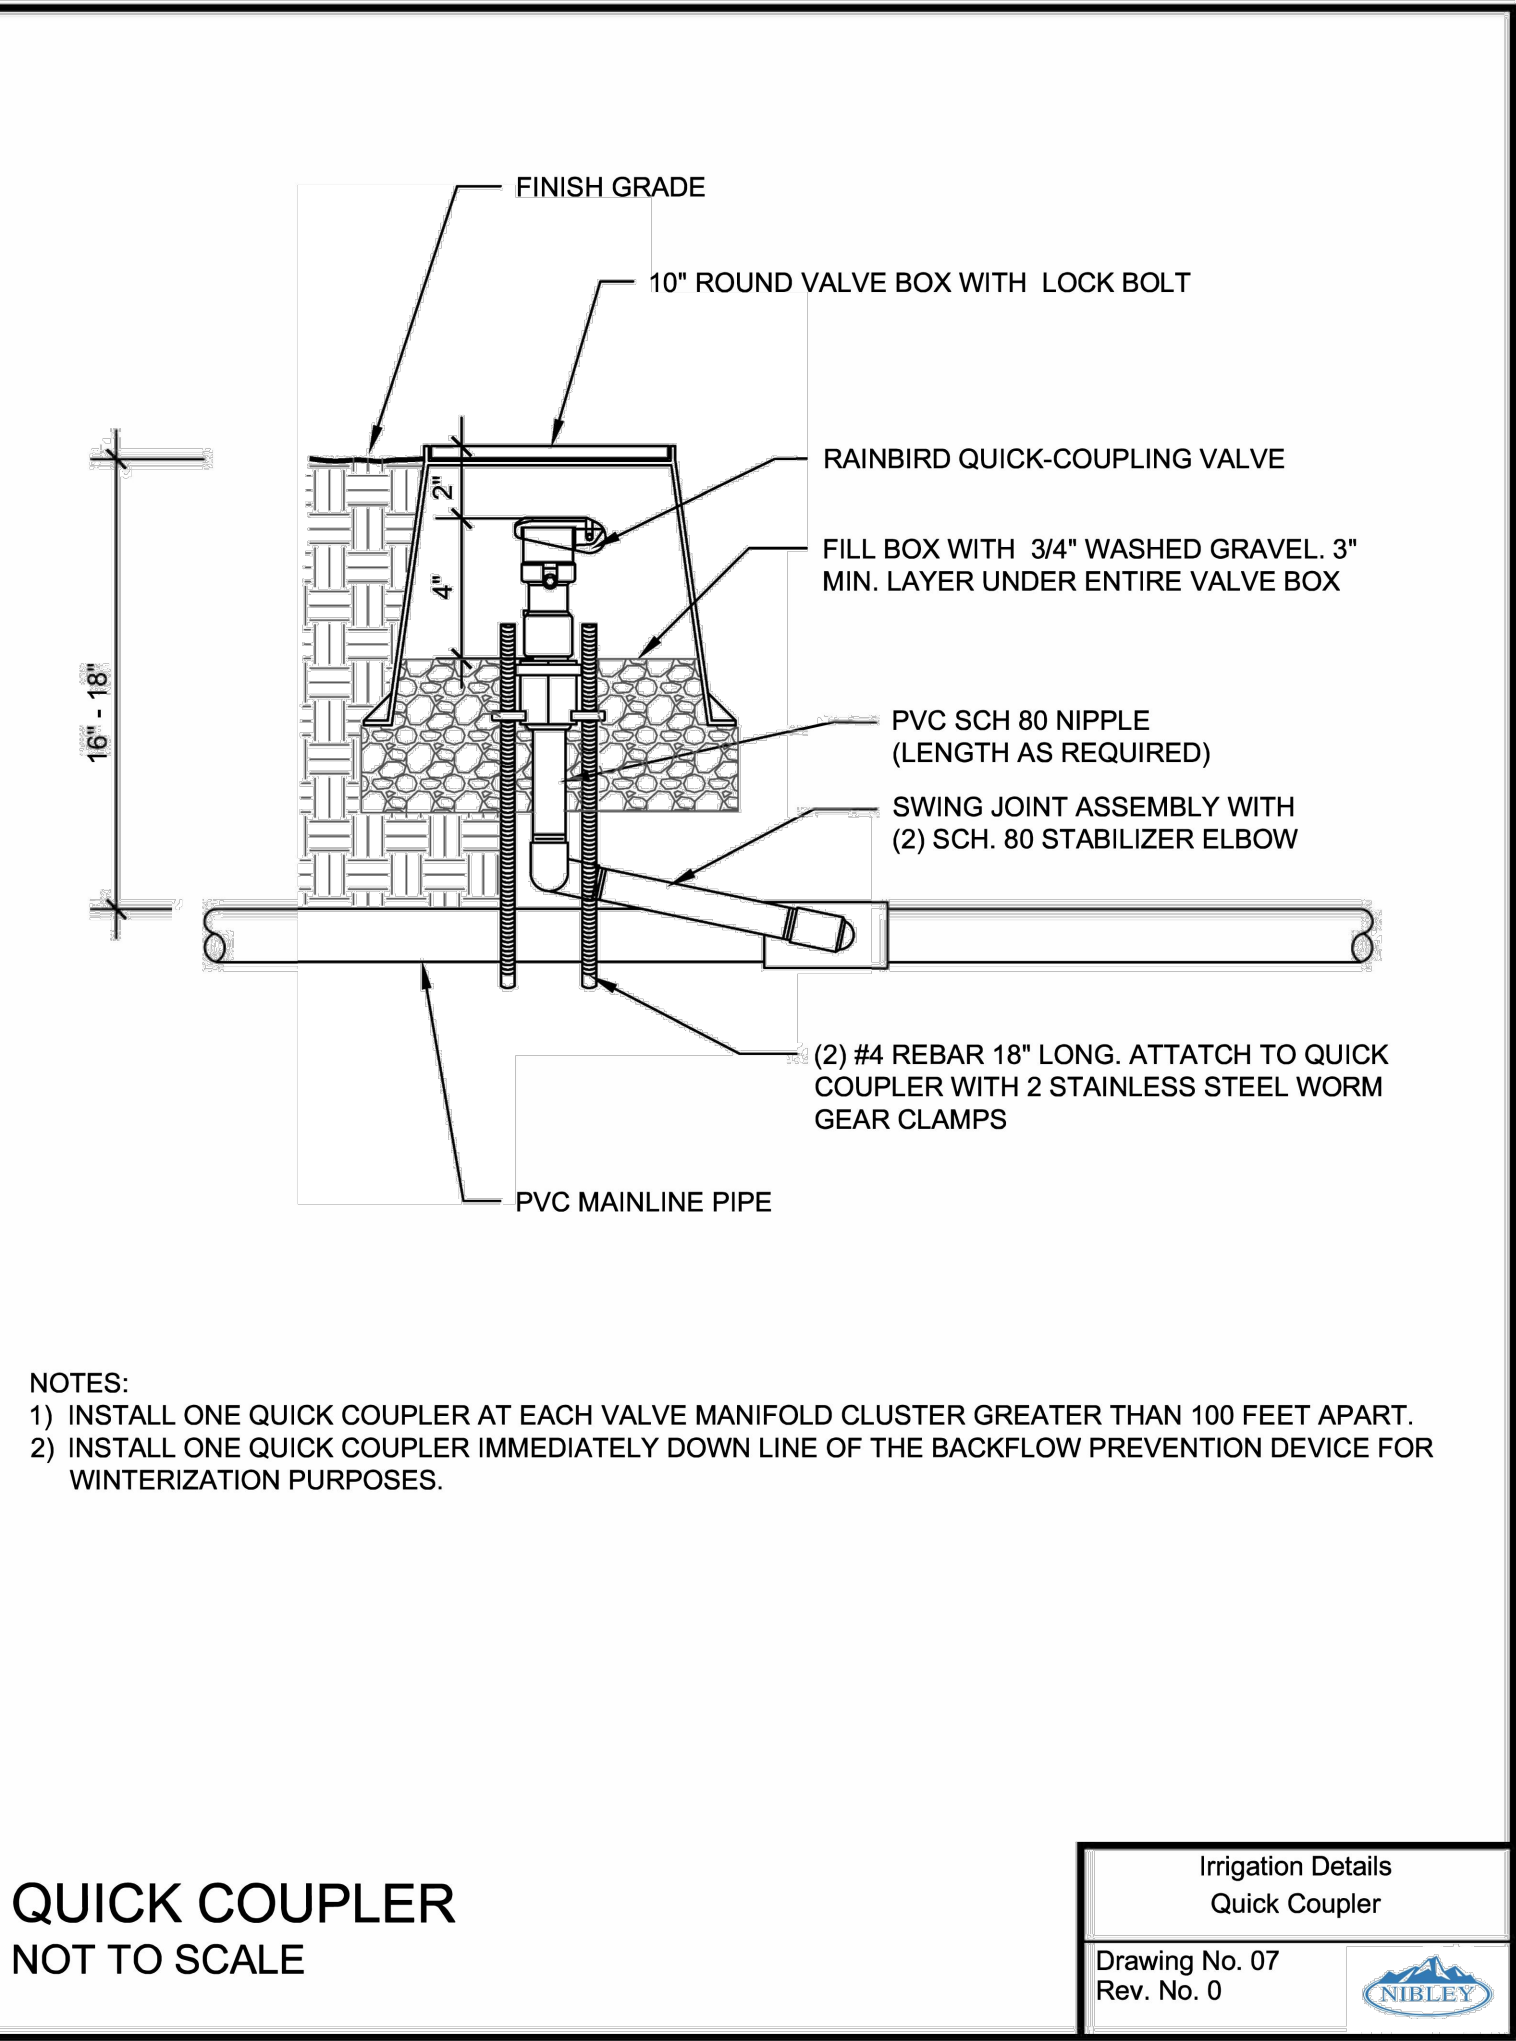 FINISH GRADE
10" ROUND VALVE BOX WITH LOCK BOLT
RAINBIRD QUICK-COUPLING VALVE
2"
FILL BOX WITH 3/4" WASHED GRAVEL. 3"
MIN. LAYER UNDER ENTIRE VALVE BOX
4"
16" - 18"
PVC SCH 80 NIPPLE
(LENGTH AS REQUIRED)
SWING JOINT ASSEMBLY WITH
(2) SCH. 80 STABILIZER ELBOW
(2) #4 REBAR 18" LONG. ATTATCH TO QUICK
COUPLER WITH 2 STAINLESS STEEL WORM
GEAR CLAMPS
PVC MAINLINE PIPE
NOTES:
1) INSTALL ONE QUICK COUPLER AT EACH VALVE MANIFOLD CLUSTER GREATER THAN 100 FEET APART.
2) INSTALL ONE QUICK COUPLER IMMEDIATELY DOWN LINE OF THE BACKFLOW PREVENTION DEVICE FOR
WINTERIZATION PURPOSES.
QUICK COUPLER
NOT TO SCALE
Irrigation Details
Quick Coupler
Drawing No. 07
Rev. No. 0
NIBLEY